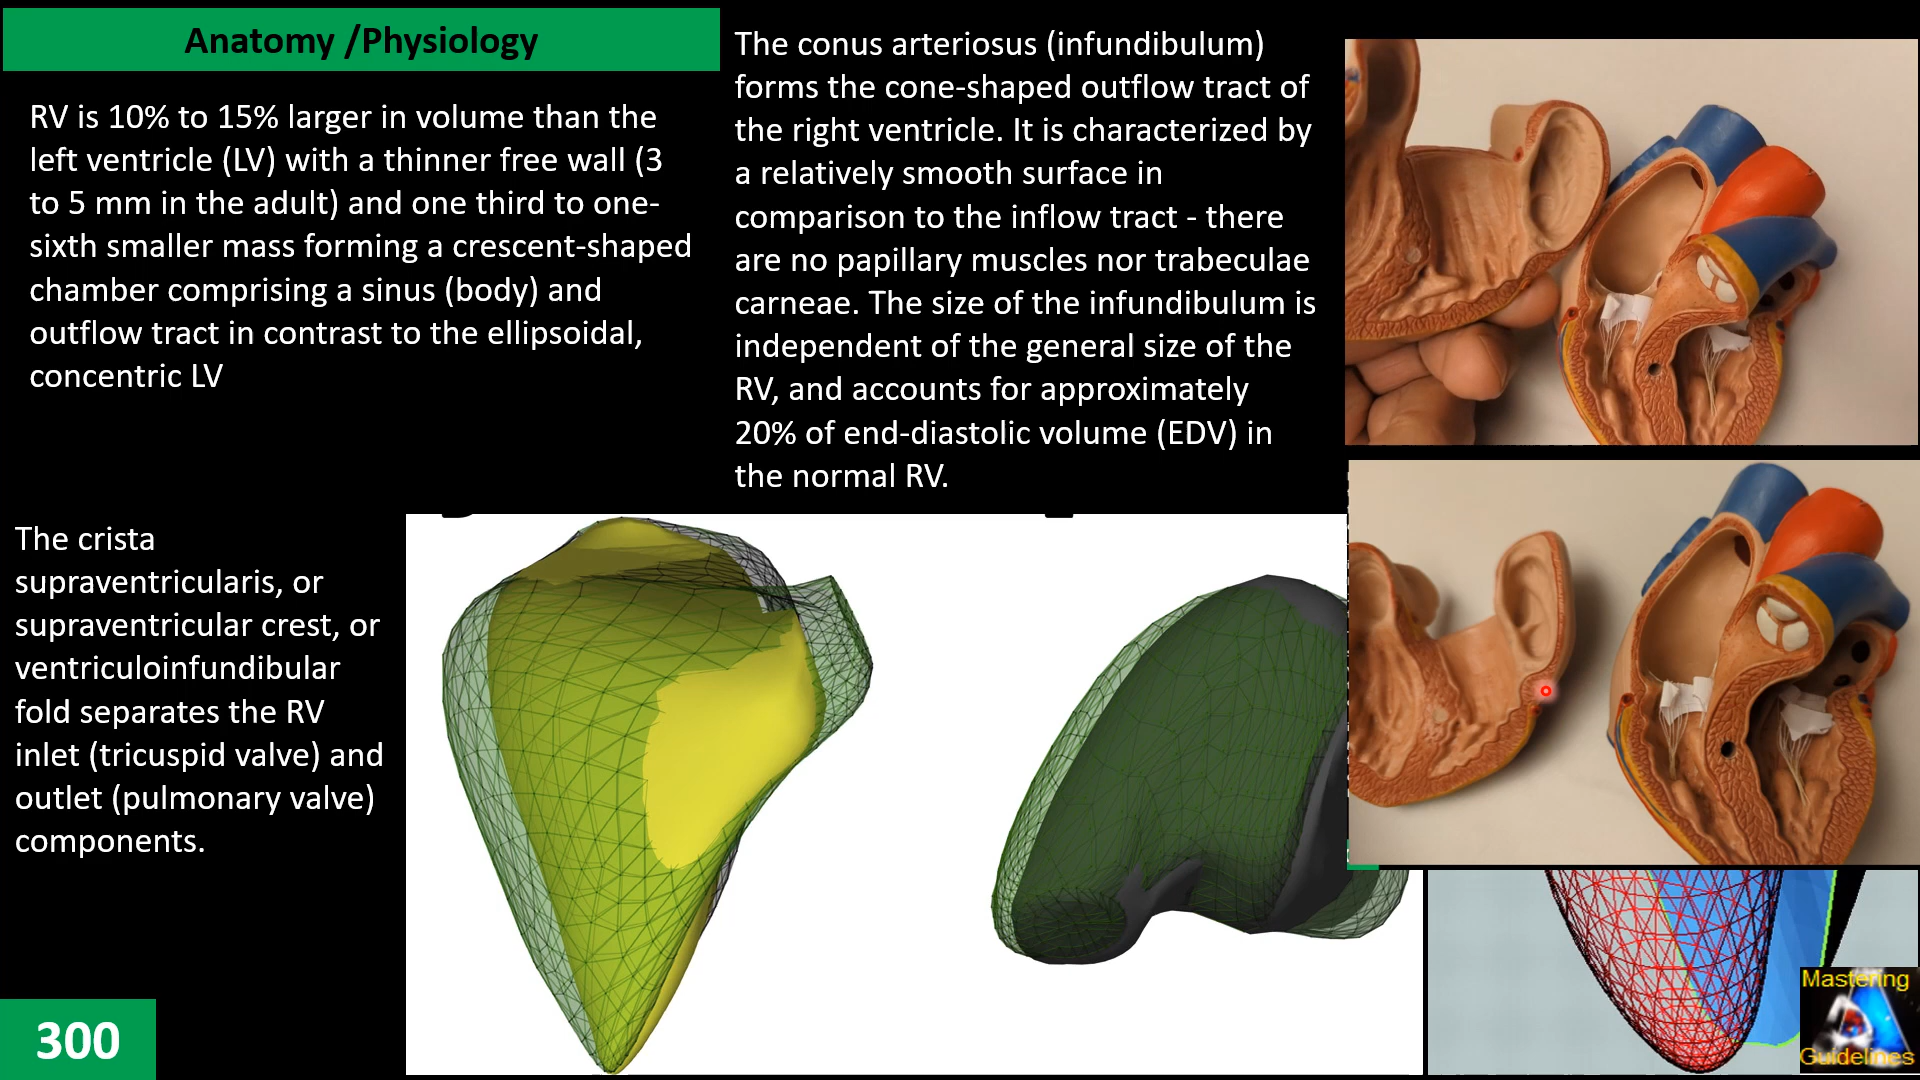 Anatomy /Physiology
RV is 10% to 15% larger in volume than the
left ventricle (LV) with a thinner free wall (3
to 5 mm in the adult) and one third to one-
sixth smaller mass forming a crescent-shaped
chamber comprising a sinus (body) and
outflow tract in contrast to the ellipsoidal,
concentric LV
The conus arteriosus (infundibulum)
forms the cone-shaped outflow tract of
the right ventricle. It is characterized by
a relatively smooth surface in
comparison to the inflow tract - there
are no papillary muscles nor trabeculae
carneae. The size of the infundibulum is
independent of the general size of the
RV, and accounts for approximately
20% of end-diastolic volume (EDV) in
the normal RV.
The crista
supraventricularis, or
supraventricular crest, or
ventriculoinfundibular
fold separates the RV
inlet (tricuspid valve) and
outlet (pulmonary valve)
components.
300
Mastering
Guidelines